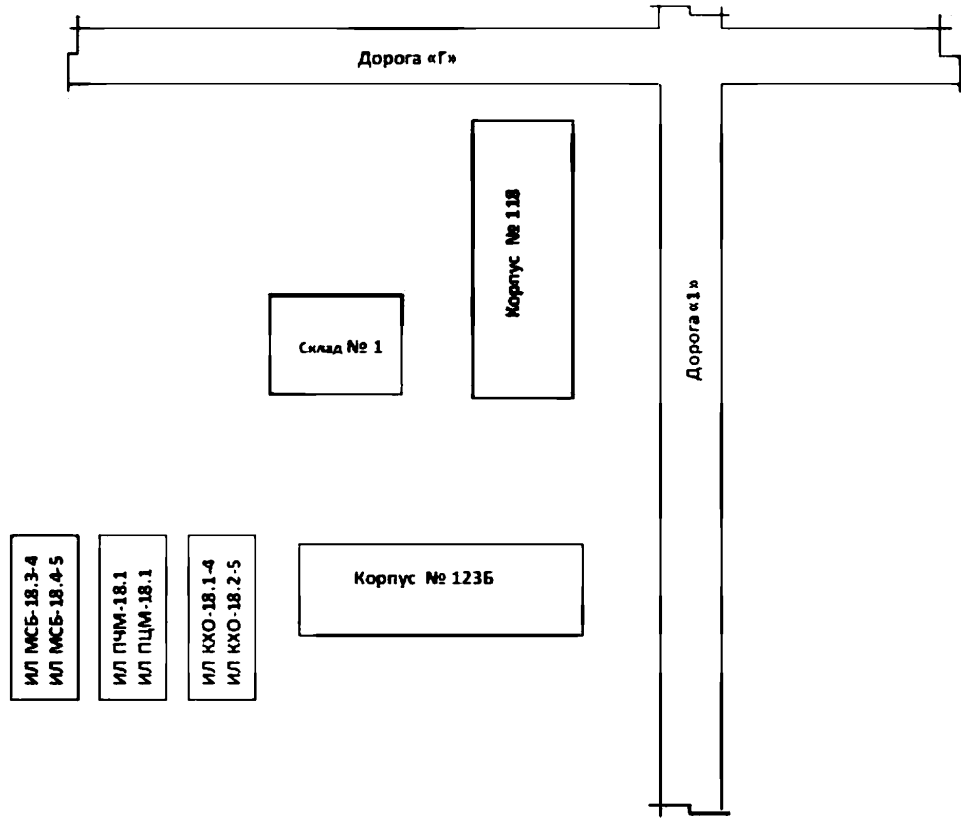 Дорога «Г»
Корпус № 118
Склад № 1
Дорога «1»
ИЛ МСБ-18.3-4
ИЛ МСБ-18.4-5
ИЛ ПЧМ-18.1
ИЛ ПЦМ-18.1
ИЛ КХО-18.1-4
ИЛ КХО-18.2-5
Корпус № 123Б